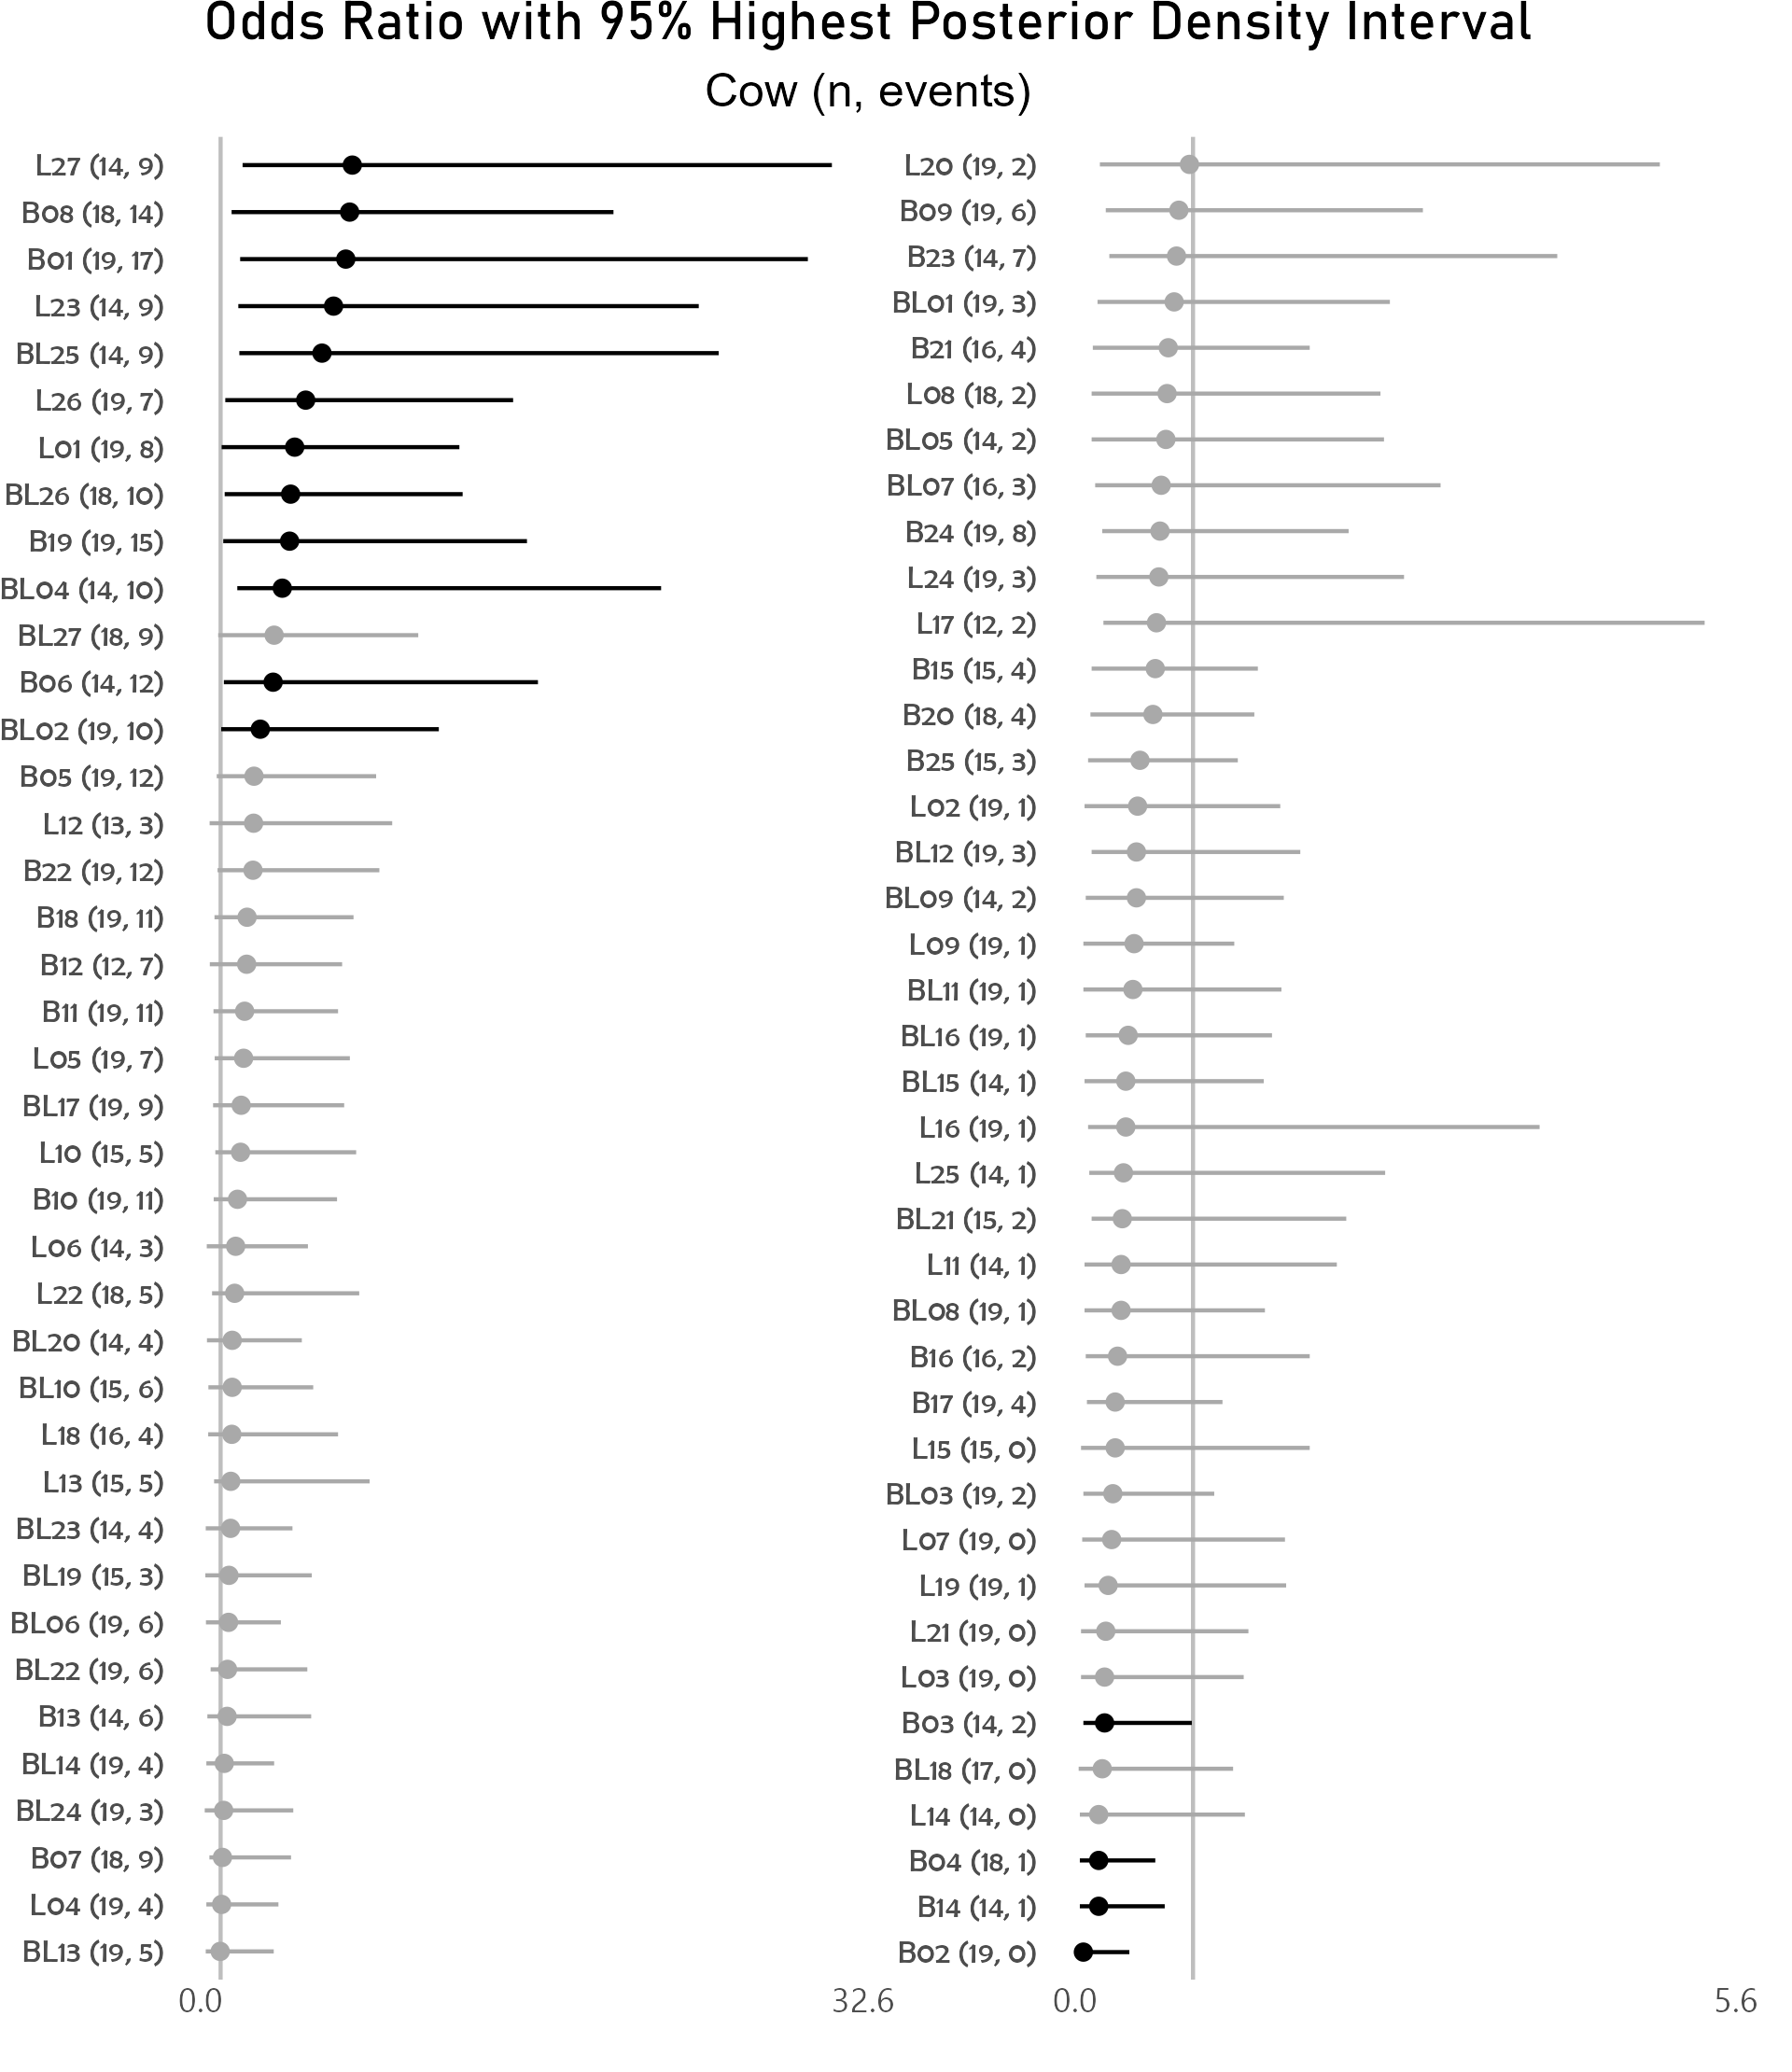 Odds Ratio with 95% Highest Posterior Density Interval
Cow (n, events)
L27 (14, 9)
B08 (18, 14)
B01 (19, 17)
L23 (14, 9)
BL25 (14, 9)
L26 (19, 7)
L01 (19, 8)
BL26 (18, 10)
B19 (19, 15)
BL04 (14, 10)
BL27 (18, 9)
B06 (14, 12)
BL02 (19, 10)
B05 (19, 12)
L12 (13, 3)
B22 (19, 12)
B18 (19, 11)
B12 (12, 7)
B11 (19, 11)
L05 (19, 7)
BL17 (19, 9)
L10 (15, 5)
B10 (19, 11)
L06 (14, 3)
L22 (18, 5)
BL20 (14, 4)
BL10 (15, 6)
L18 (16, 4)
L13 (15, 5)
BL23 (14, 4)
BL19 (15, 3)
BL06 (19, 6)
BL22 (19, 6)
B13 (14, 6)
BL14 (19, 4)
BL24 (19, 3)
B07 (18, 9)
L04 (19, 4)
BL13 (19, 5)
0.0
32.6
L20 (19, 2)
B09 (19, 6)
B23 (14, 7)
BL01 (19, 3)
B21 (16, 4)
L08 (18, 2)
BL05 (14, 2)
BL07 (16, 3)
B24 (19, 8)
L24 (19, 3)
L17 (12, 2)
B15 (15, 4)
B20 (18, 4)
B25 (15, 3)
L02 (19, 1)
BL12 (19, 3)
BL09 (14, 2)
L09 (19, 1)
BL11 (19, 1)
BL16 (19, 1)
BL15 (14, 1)
L16 (19, 1)
L25 (14, 1)
BL21 (15, 2)
L11 (14, 1)
BL08 (19, 1)
B16 (16, 2)
B17 (19, 4)
L15 (15, 0)
BL03 (19, 2)
L07 (19, 0)
L19 (19, 1)
L21 (19, 0)
L03 (19, 0)
B03 (14, 2)
BL18 (17, 0)
L14 (14, 0)
B04 (18, 1)
B14 (14, 1)
B02 (19, 0)
0.0
5.6